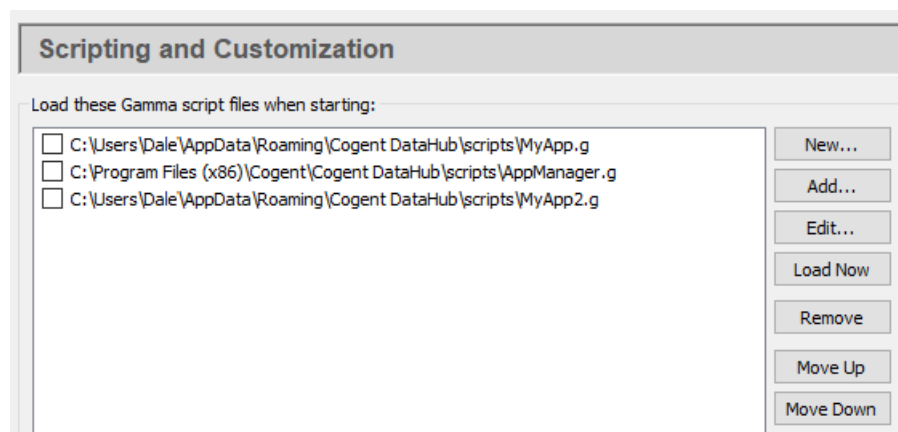 Scripting and Customization
Load these Gamma script files when starting:
C:\Users\Dale\AppData\Roaming\Cogent DataHub\scripts\MyApp.g
C:\Program Files (x86)\Cogent\Cogent DataHub\scripts\AppManager.g
C:\Users\Dale\AppData\Roaming\Cogent DataHub\scripts\MyApp2.g
New...
Add...
Edit...
Load Now
Remove
Move Up
Move Down